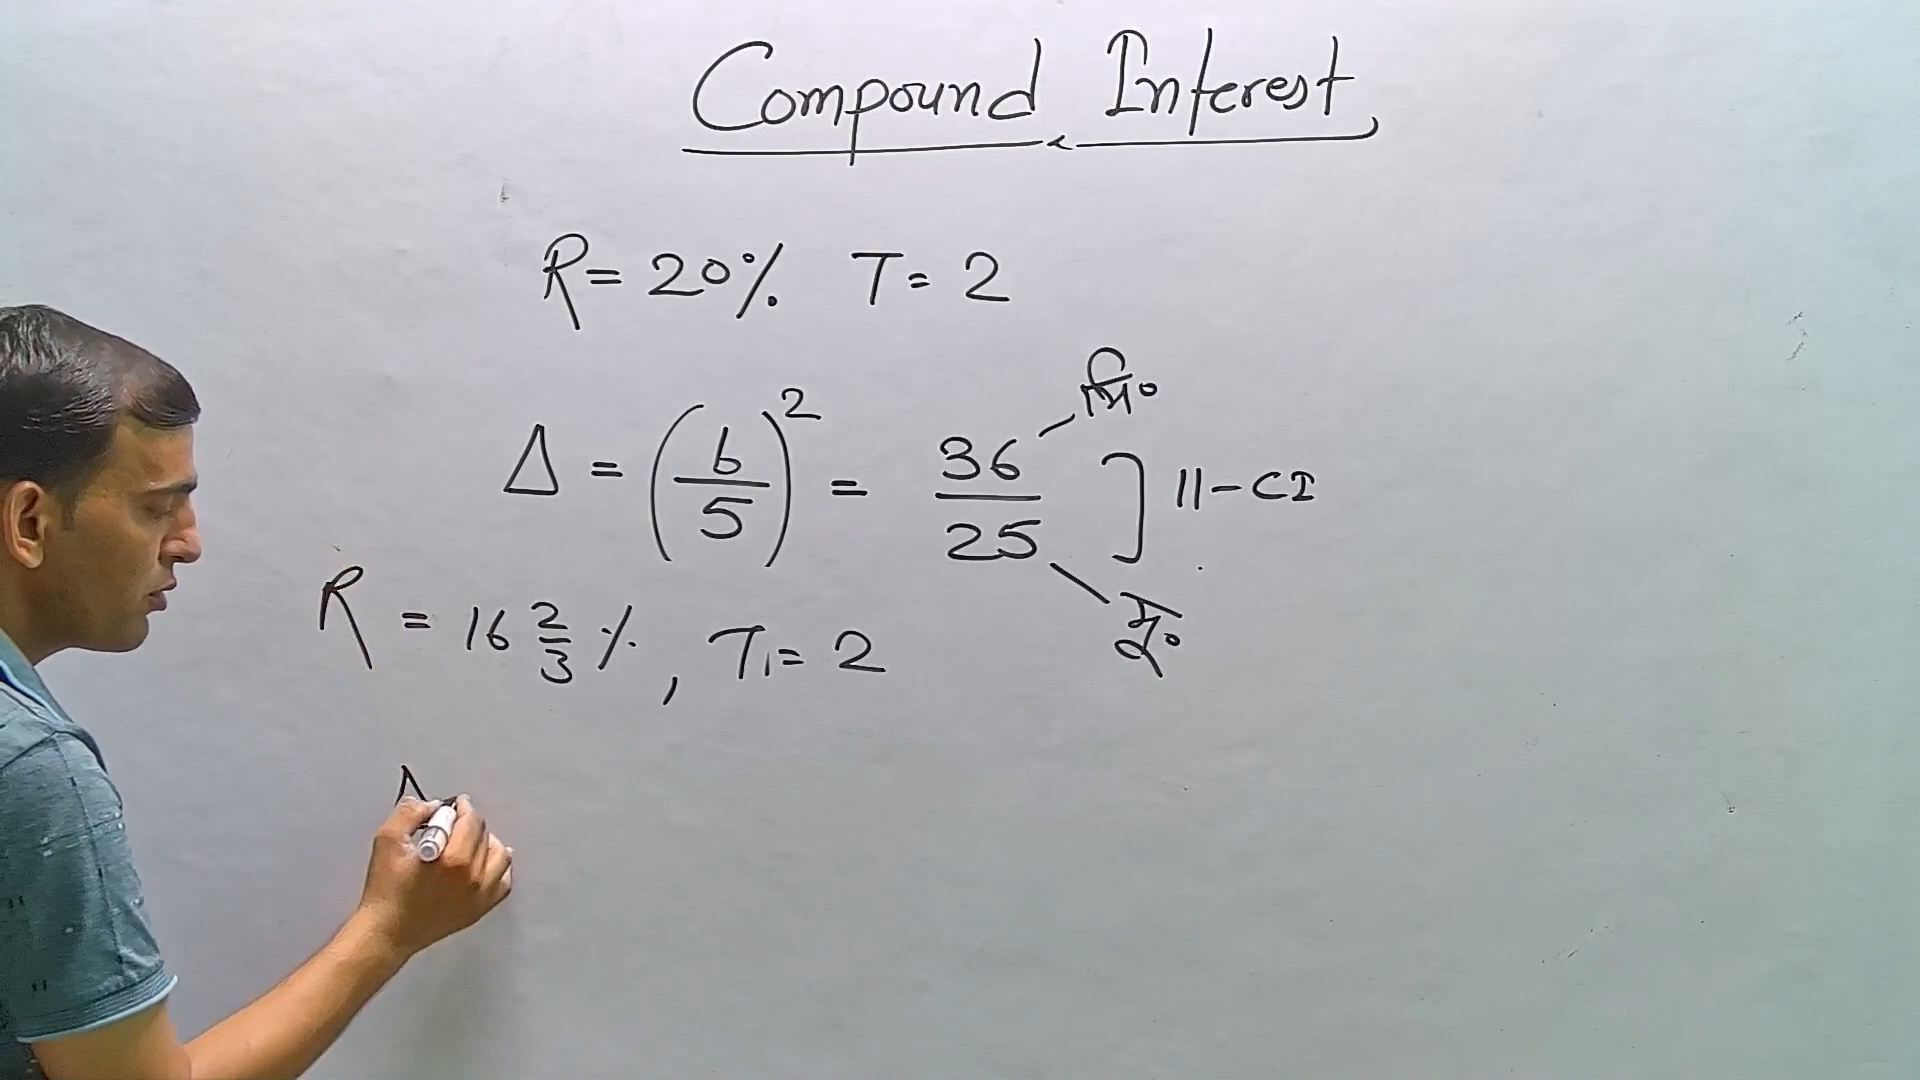 Compound Interest
R = 20% T = 2
मि०
Δ = (6/5)² = 36/25 ] 11-CI
मू०
R = 16 2/3 %, T = 2
Δ